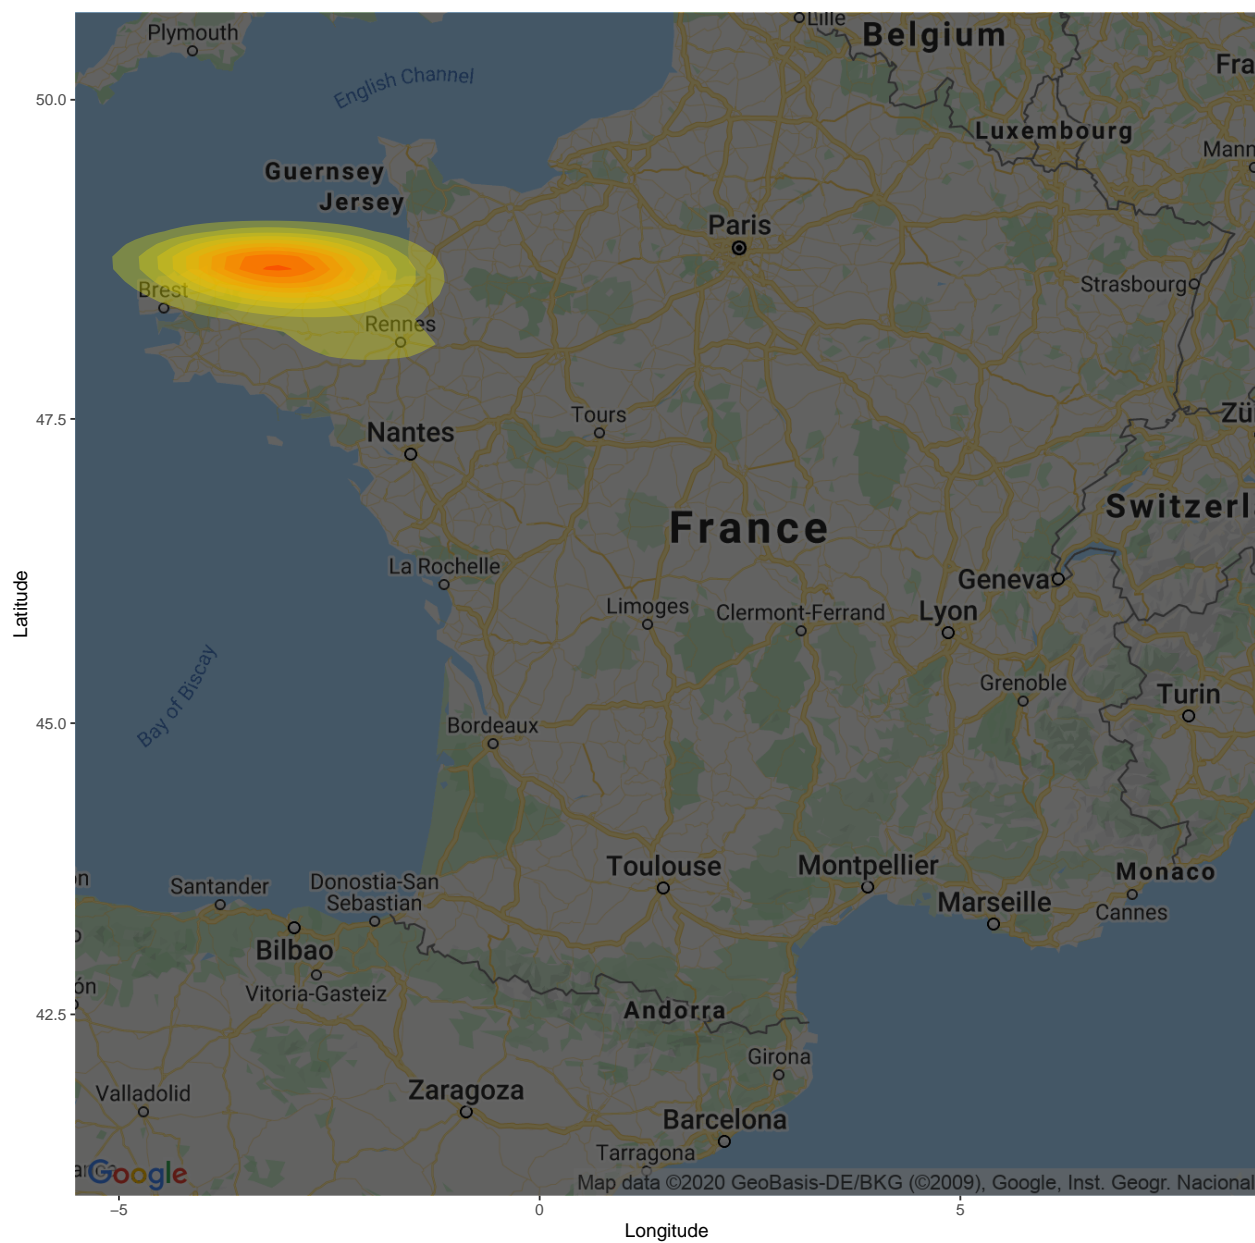 Plymouth
Lille
Belgium
English Channel
Fra
50.0
Luxembourg
Mann
Guernsey
Jersey
Paris
Strasbourg
Brest
Rennes
47.5
Tours
Zü
Nantes
Switzerl
France
La Rochelle
Geneva
Limoges
Clermont-Ferrand
Lyon
Latitude
Bay of Biscay
Grenoble
Turin
45.0
Bordeaux
Toulouse
Montpellier
Monaco
Santander
Donostia-San
Sebastian
Marseille
Cannes
Bilbao
Vitoria-Gasteiz
ón
Andorra
42.5
Girona
Valladolid
Zaragoza
Barcelona
Tarragona
Google
Map data ©2020 GeoBasis-DE/BKG (©2009), Google, Inst. Geogr. Nacional
−5
0
5
Longitude